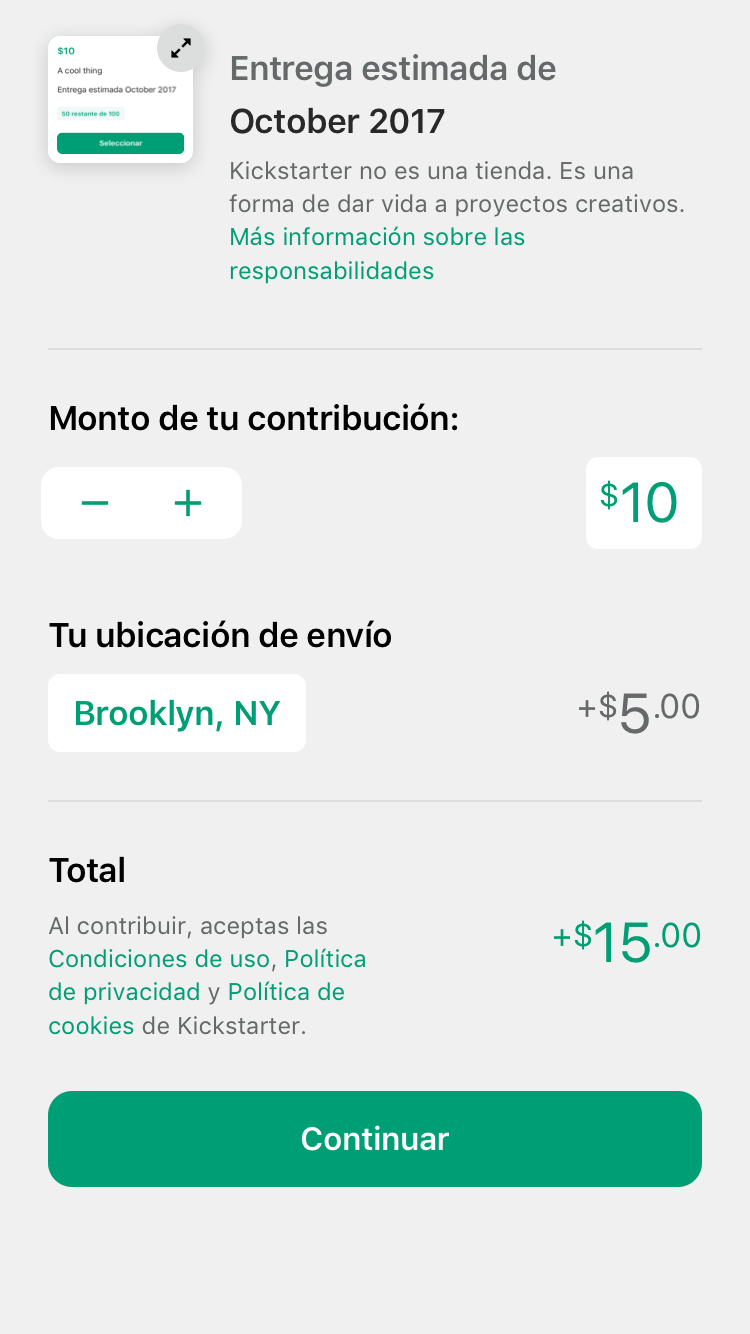 $10
A cool thing
Entrega estimada October 2017
50 restante de 100
Seleccionar
Entrega estimada de
October 2017
Kickstarter no es una tienda. Es una
forma de dar vida a proyectos creativos.
Más información sobre las
responsabilidades
Monto de tu contribución:
− +
$10
Tu ubicación de envío
Brooklyn, NY
+$5.00
Total
Al contribuir, aceptas las
Condiciones de uso, Política
de privacidad y Política de
cookies de Kickstarter.
+$15.00
Continuar